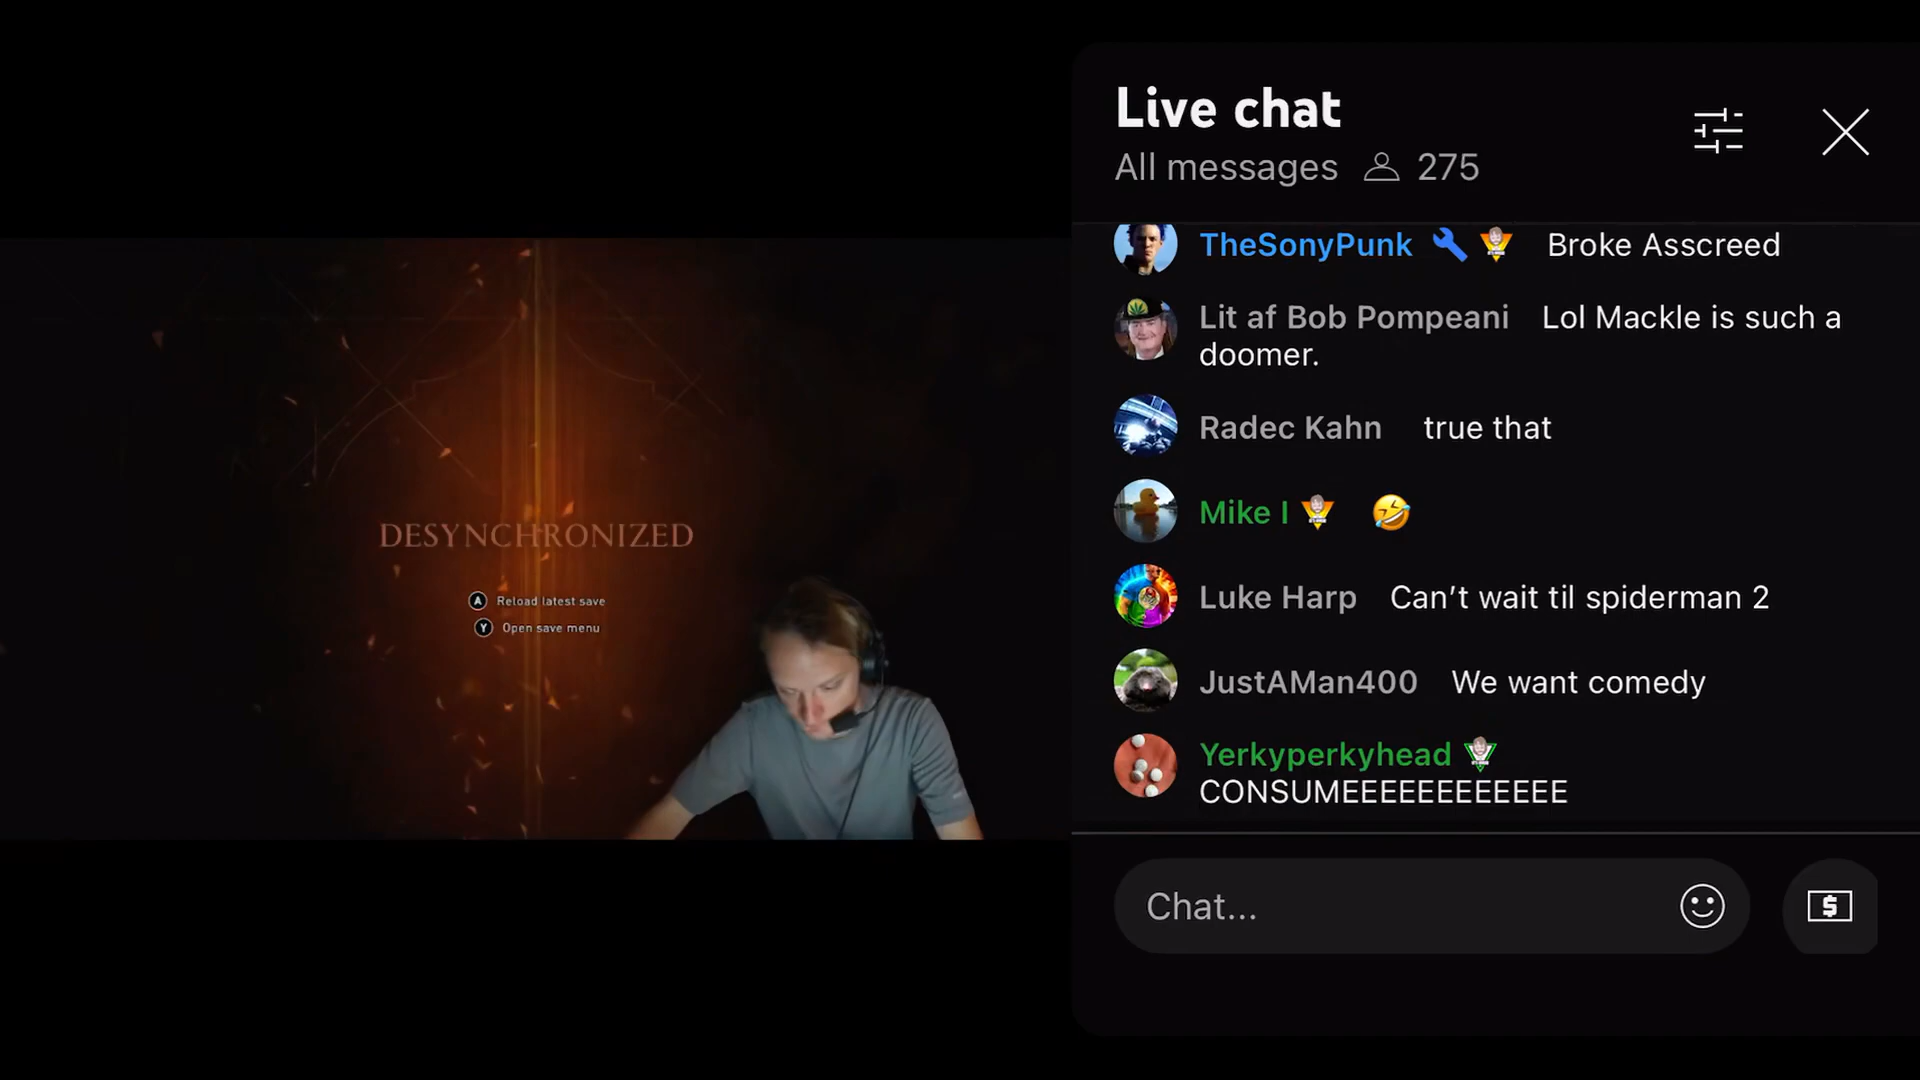 Live chat
All messages 275
TheSonyPunk Broke Asscreed
Lit af Bob Pompeani Lol Mackle is such a
doomer.
Radec Kahn true that
Mike I 🤣
Luke Harp Can’t wait til spiderman 2
JustAMan400 We want comedy
Yerkyperkyhead
CONSUMEEEEEEEEEEEE
Chat...
$
DESYNCHRONIZED
A Reload latest save
Y Open save menu